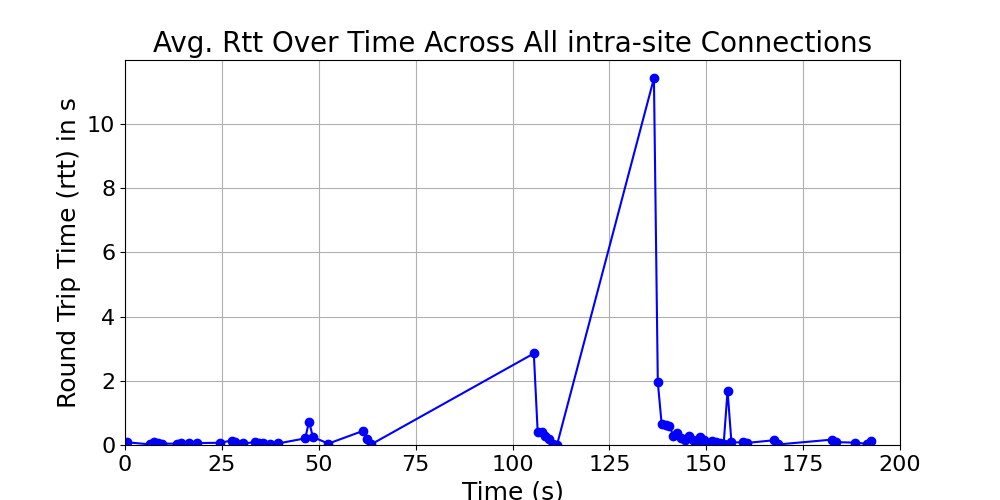 Avg. Rtt Over Time Across All intra-site Connections
Round Trip Time (rtt) in s
10
8
6
4
2
0
0 25 50 75 100 125 150 175 200
Time (s)